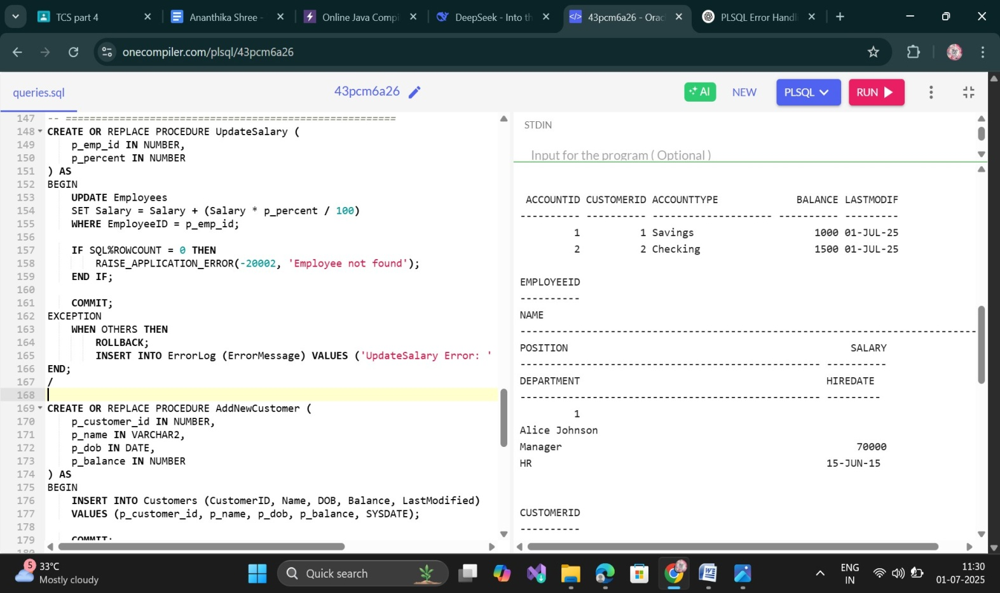 TCS part 4
Ananthika Shree -
Online Java Compi
DeepSeek - Into th
43pcm6a26 - Orac
PLSQL Error Handli
onecompiler.com/plsql/43pcm6a26
queries.sql
43pcm6a26
AI
NEW
PLSQL
RUN
147 -- =======================================================
148 CREATE OR REPLACE PROCEDURE UpdateSalary (
149 p_emp_id IN NUMBER,
150 p_percent IN NUMBER
151 ) AS
152 BEGIN
153 UPDATE Employees
154 SET Salary = Salary + (Salary * p_percent / 100)
155 WHERE EmployeeID = p_emp_id;
156
157 IF SQL%ROWCOUNT = 0 THEN
158 RAISE_APPLICATION_ERROR(-20002, 'Employee not found');
159 END IF;
160
161 COMMIT;
162 EXCEPTION
163 WHEN OTHERS THEN
164 ROLLBACK;
165 INSERT INTO ErrorLog (ErrorMessage) VALUES ('UpdateSalary Error: '
166 END;
167 /
168
169 CREATE OR REPLACE PROCEDURE AddNewCustomer (
170 p_customer_id IN NUMBER,
171 p_name IN VARCHAR2,
172 p_dob IN DATE,
173 p_balance IN NUMBER
174 ) AS
175 BEGIN
176 INSERT INTO Customers (CustomerID, Name, DOB, Balance, LastModified)
177 VALUES (p_customer_id, p_name, p_dob, p_balance, SYSDATE);
178
179 COMMIT;
180
STDIN
Input for the program ( Optional )
ACCOUNTID CUSTOMERID ACCOUNTTYPE BALANCE LASTMODIF
---------- ---------- -------------------- ---------- ---------
1 1 Savings 1000 01-JUL-25
2 2 Checking 1500 01-JUL-25
EMPLOYEEID
----------
NAME
----------------------------------------------------------------------------
POSITION SALARY
-------------------------------------------------- ----------
DEPARTMENT HIREDATE
-------------------------------------------------- ---------
1
Alice Johnson
Manager 70000
HR 15-JUN-15
CUSTOMERID
----------
5
33°C
Mostly cloudy
Quick search
ENG
IN
11:30
01-07-2025